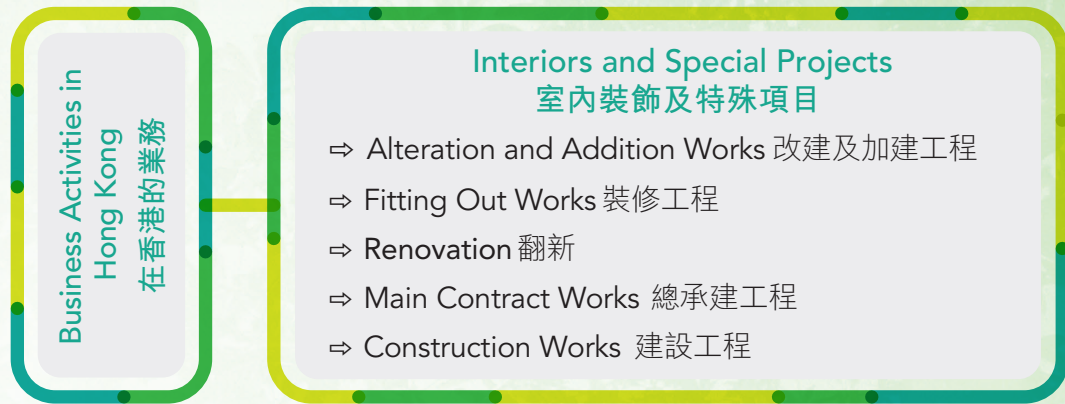 Business Activities in
Hong Kong
在香港的業務
Interiors and Special Projects
室內裝飾及特殊項目
⇨ Alteration and Addition Works 改建及加建工程
⇨ Fitting Out Works 裝修工程
⇨ Renovation 翻新
⇨ Main Contract Works 總承建工程
⇨ Construction Works 建設工程